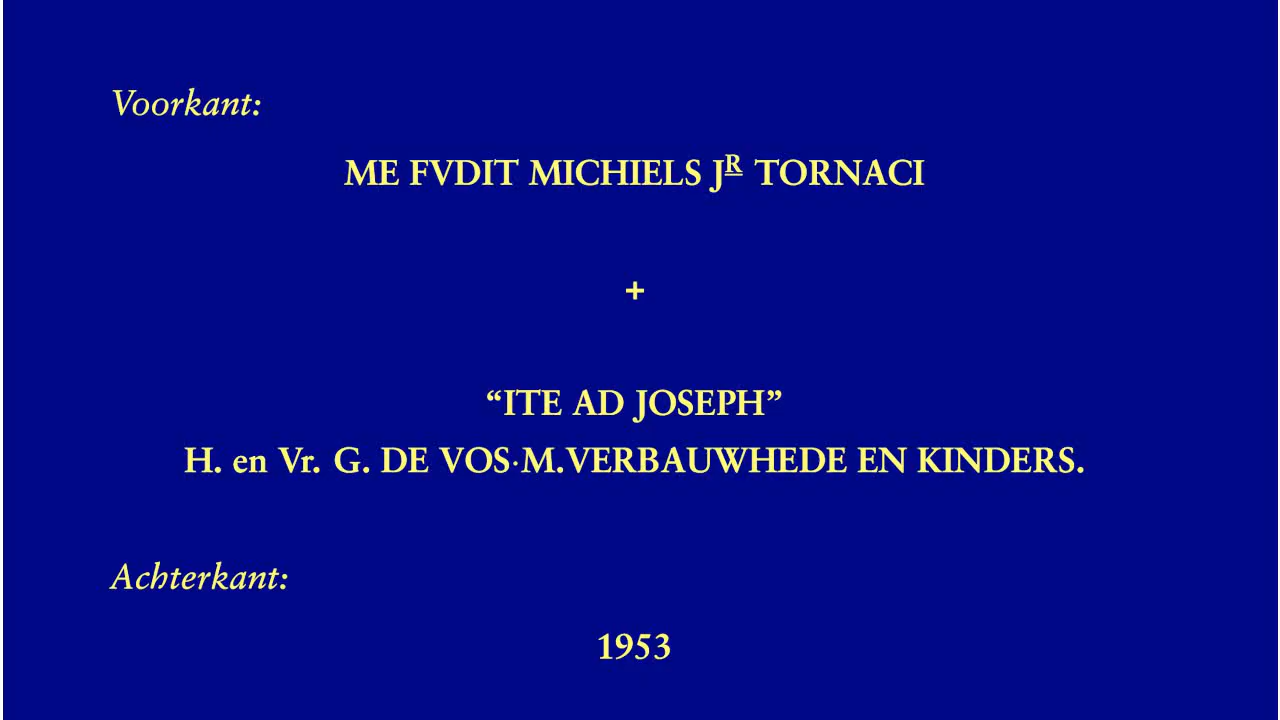 Voorkant:
ME FVDIT MICHIELS Jᴿ TORNACI
+
“ITE AD JOSEPH”
H. en Vr. G. DE VOS·M.VERBAUWHEDE EN KINDERS.
Achterkant:
1953